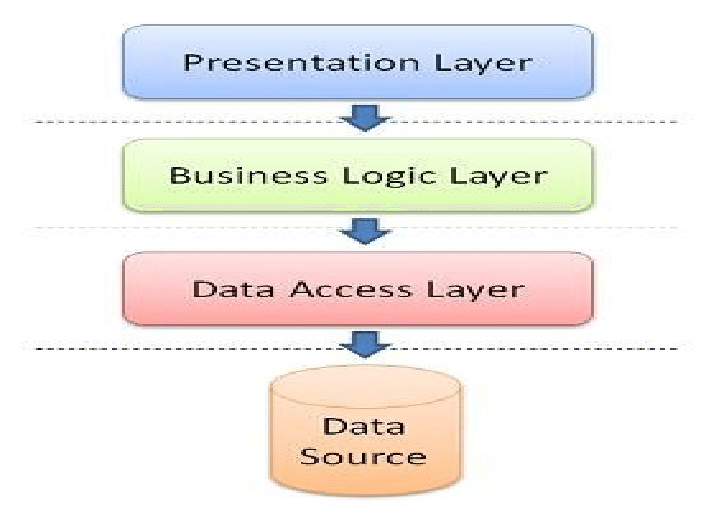 Presentation Layer
Business Logic Layer
Data Access Layer
Data
Source